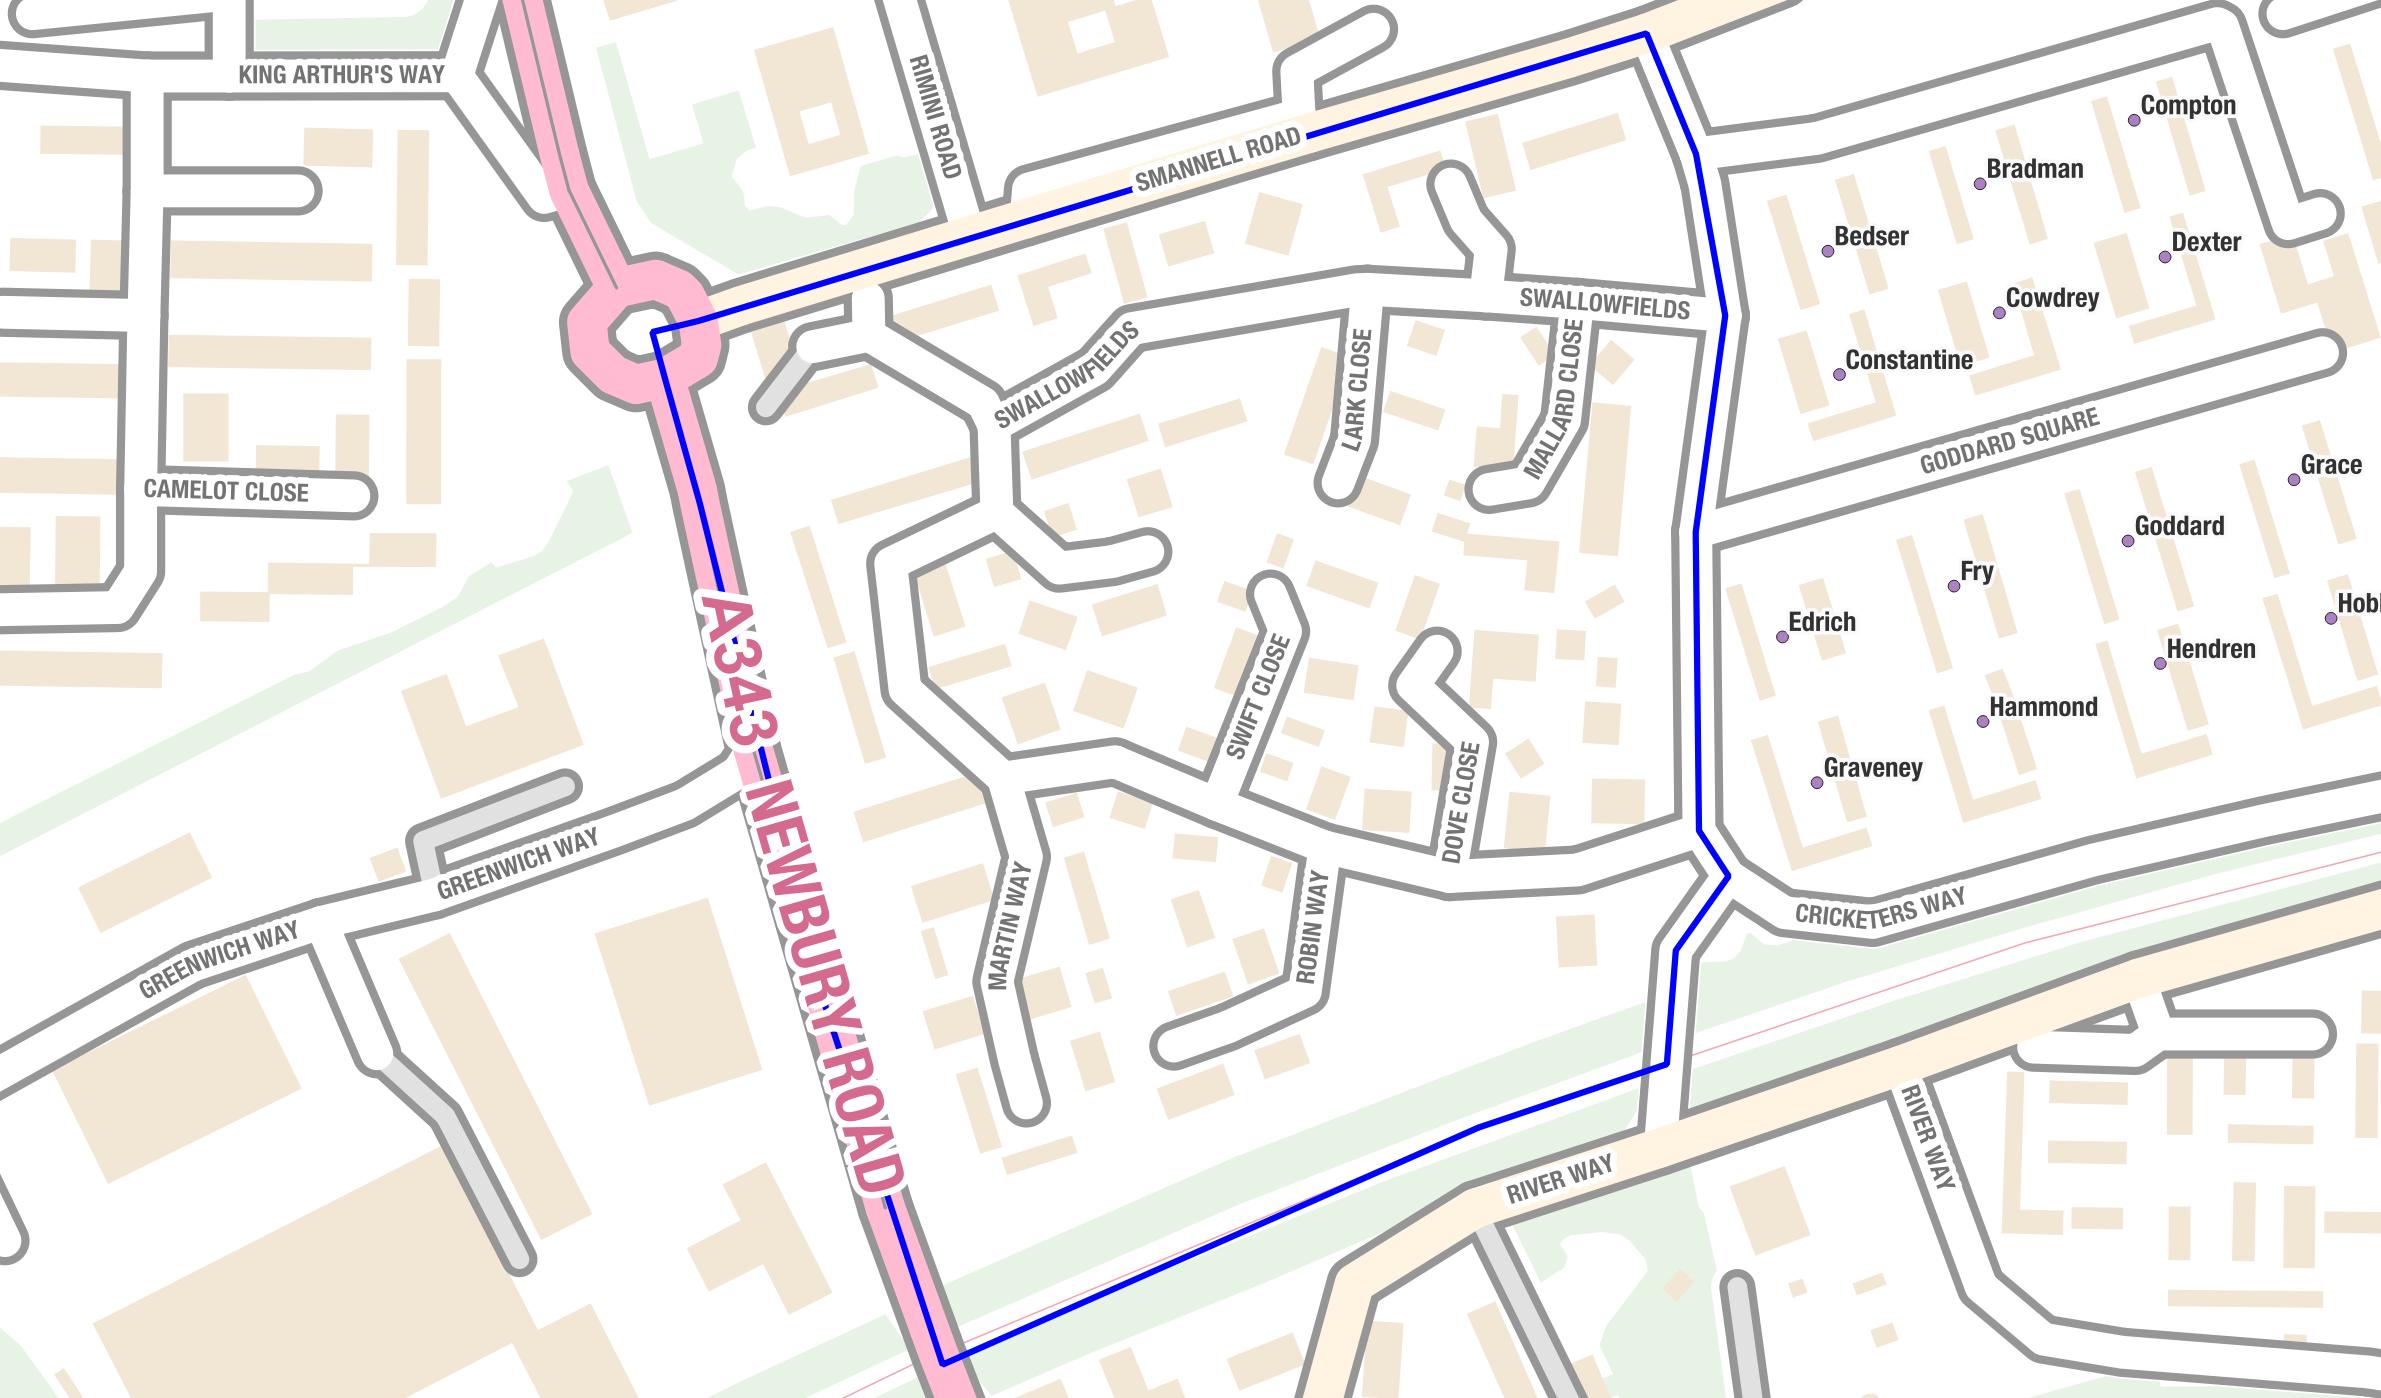 KING ARTHUR'S WAY
RIMINI ROAD
SMANNELL ROAD
Compton
Bradman
Bedser
Dexter
Cowdrey
SWALLOWFIELDS
SWALLOWFIELDS
LARK CLOSE
MALLARD CLOSE
Constantine
GODDARD SQUARE
Grace
CAMELOT CLOSE
Goddard
Fry
Edrich
Hendren
Hammond
Graveney
A343 NEWBURY ROAD
SWIFT CLOSE
DOVE CLOSE
GREENWICH WAY
GREENWICH WAY
MARTIN WAY
ROBIN WAY
CRICKETERS WAY
RIVER WAY
RIVER WAY